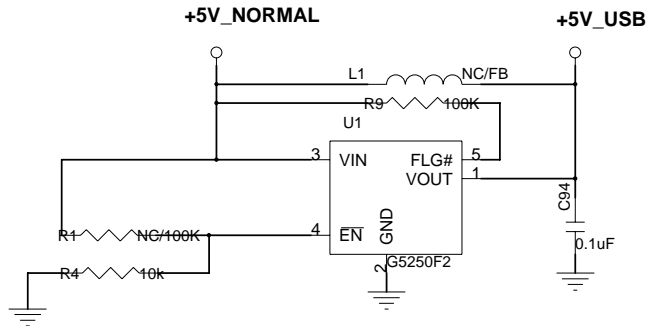 +5V_NORMAL
+5V_USB
L1 NC/FB
R9 100K
U1
3 VIN FLG# 5
VOUT 1
C94
R1 NC/100K
4 EN
GND
0.1uF
R4 10k
2
G5250F2